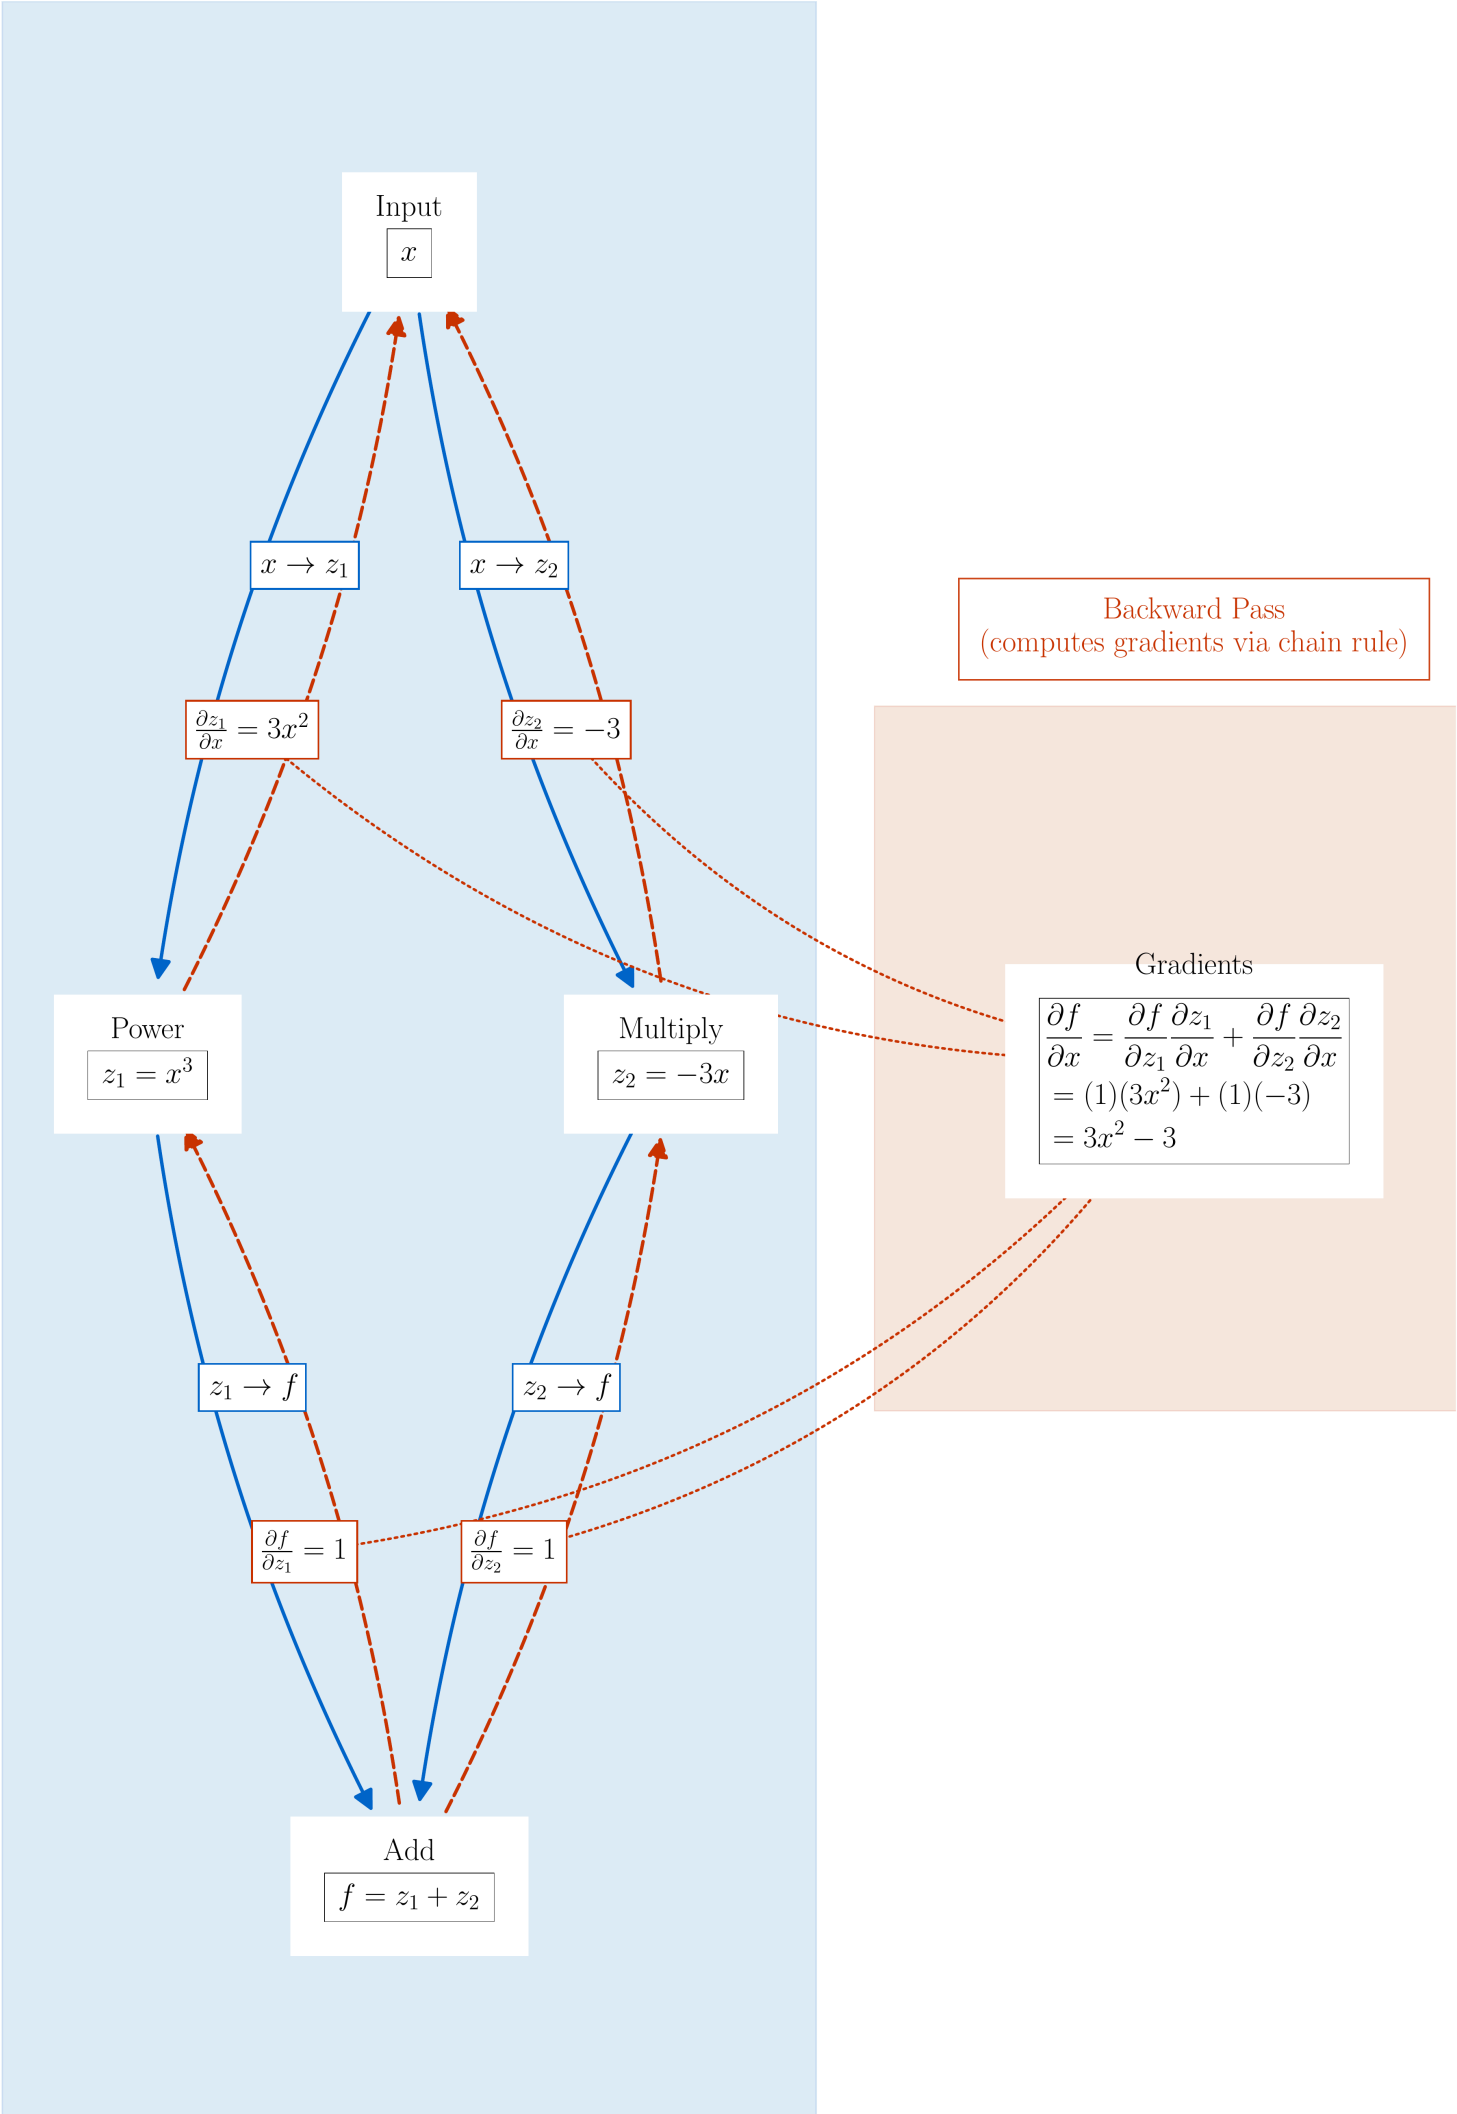 Input
x
x → z₁
x → z₂
Backward Pass
(computes gradients via chain rule)
∂z₁/∂x = 3x²
∂z₂/∂x = −3
Power
z₁ = x³
Multiply
z₂ = −3x
Gradients
∂f/∂x = ∂f/∂z₁ ∂z₁/∂x + ∂f/∂z₂ ∂z₂/∂x
= (1)(3x²) + (1)(−3)
= 3x² − 3
z₁ → f
z₂ → f
∂f/∂z₁ = 1
∂f/∂z₂ = 1
Add
f = z₁ + z₂